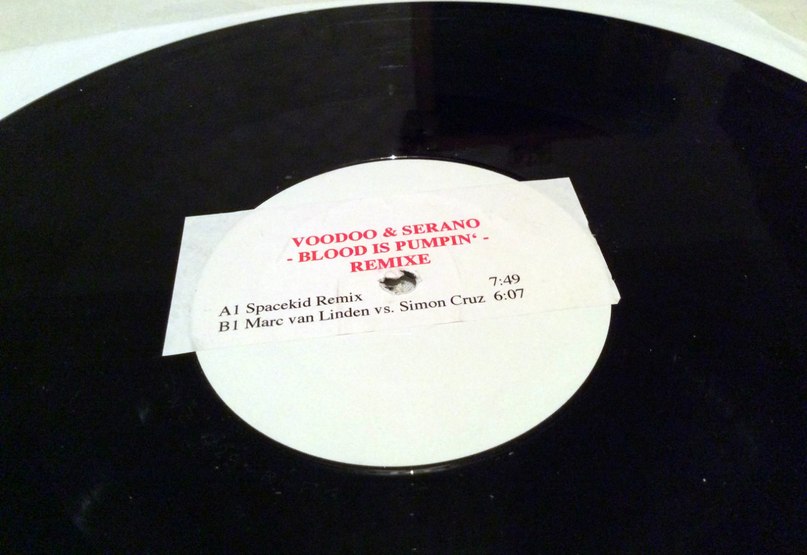 VOODOO & SERANO
- BLOOD IS PUMPIN‘ -
REMIXE
A1 Spacekid Remix 7:49
B1 Marc van Linden vs. Simon Cruz 6:07